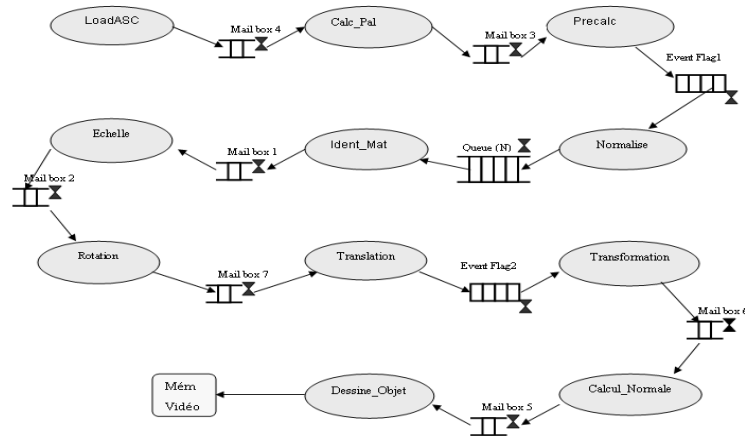 LoadASC
Mail box 4
Calc_Pal
Mail box 3
Precalc
Event Flag1
Echelle
Mail box 1
Ident_Mat
Queue (N)
Normalise
Mail box 2
Rotation
Mail box 7
Translation
Event Flag2
Transformation
Mail box 6
Mém
Vidéo
Dessine_Objet
Mail box 5
Calcul_Normale